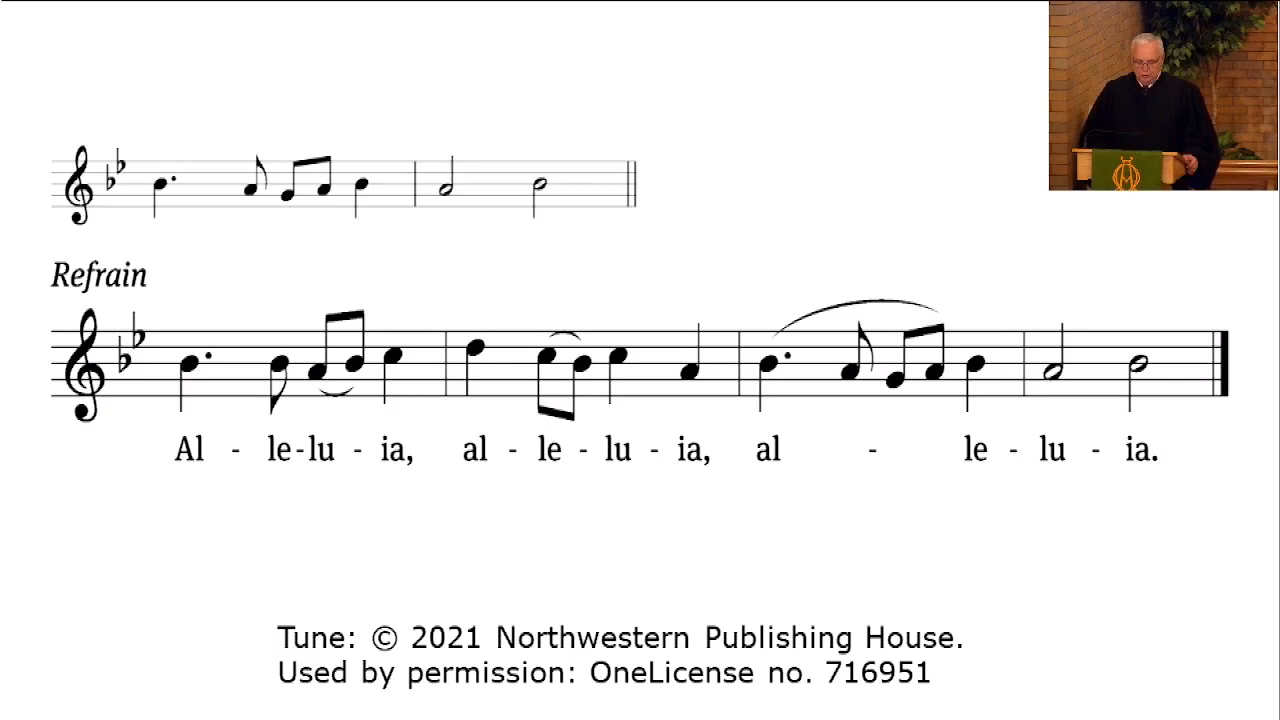 Refrain
Al - le-lu - ia, al - le - lu - ia, al - le - lu - ia.
Tune: © 2021 Northwestern Publishing House.
Used by permission: OneLicense no. 716951